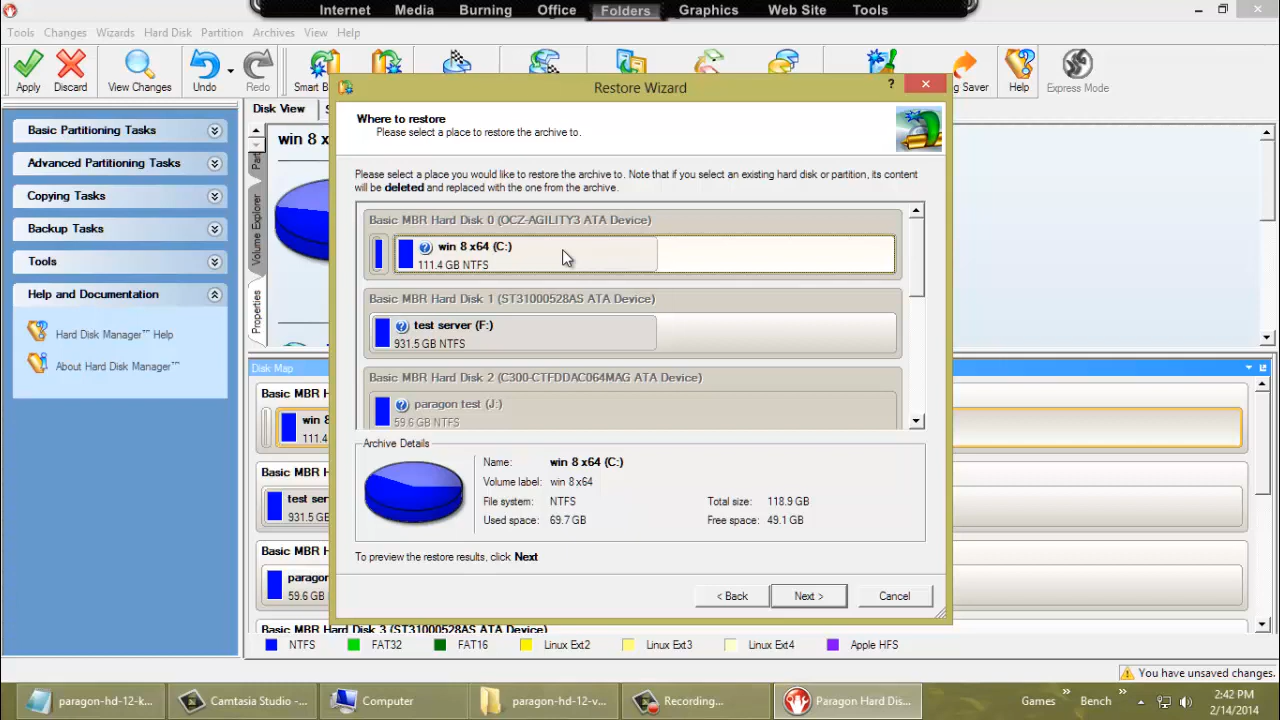 Internet Media Burning Office Folders Graphics Web Site Tools
Tools Changes Wizards Hard Disk Partition Archives View Help
Apply Discard View Changes Undo Redo Smart B Saver Help Express Mode
Restore Wizard
?
Disk View
Basic Partitioning Tasks
Advanced Partitioning Tasks
Copying Tasks
Backup Tasks
Tools
Help and Documentation
Hard Disk Manager™ Help
About Hard Disk Manager™
win 8 x
Volume Explorer
Properties
Where to restore
Please select a place to restore the archive to.
Please select a place you would like to restore the archive to. Note that if you select an existing hard disk or partition, its content
will be deleted and replaced with the one from the archive.
Basic MBR Hard Disk 0 (OCZ-AGILITY3 ATA Device)
win 8 x64 (C:)
111.4 GB NTFS
Basic MBR Hard Disk 1 (ST31000528AS ATA Device)
test server (F:)
931.5 GB NTFS
Basic MBR Hard Disk 2 (C300-CTFDDAC064MAG ATA Device)
paragon test (J:)
59.6 GB NTFS
Archive Details
Name: win 8 x64 (C:)
Volume label: win 8 x64
File system: NTFS Total size: 118.9 GB
Used space: 69.7 GB Free space: 49.1 GB
To preview the restore results, click Next
< Back Next > Cancel
Disk Map
Basic MBR H
win 8
111.4
Basic MBR H
test ser
931.5 GB
Basic MBR H
parago
59.6 GB
Basic MBR Hard Disk 3 (ST31000528AS ATA Device)
NTFS FAT32 FAT16 Linux Ext2 Linux Ext3 Linux Ext4 Apple HFS
You have unsaved changes.
paragon-hd-12-k... Camtasia Studio -... Computer paragon-hd-12-v... Recording... Paragon Hard Dis... Games » Bench »
2:42 PM
2/14/2014